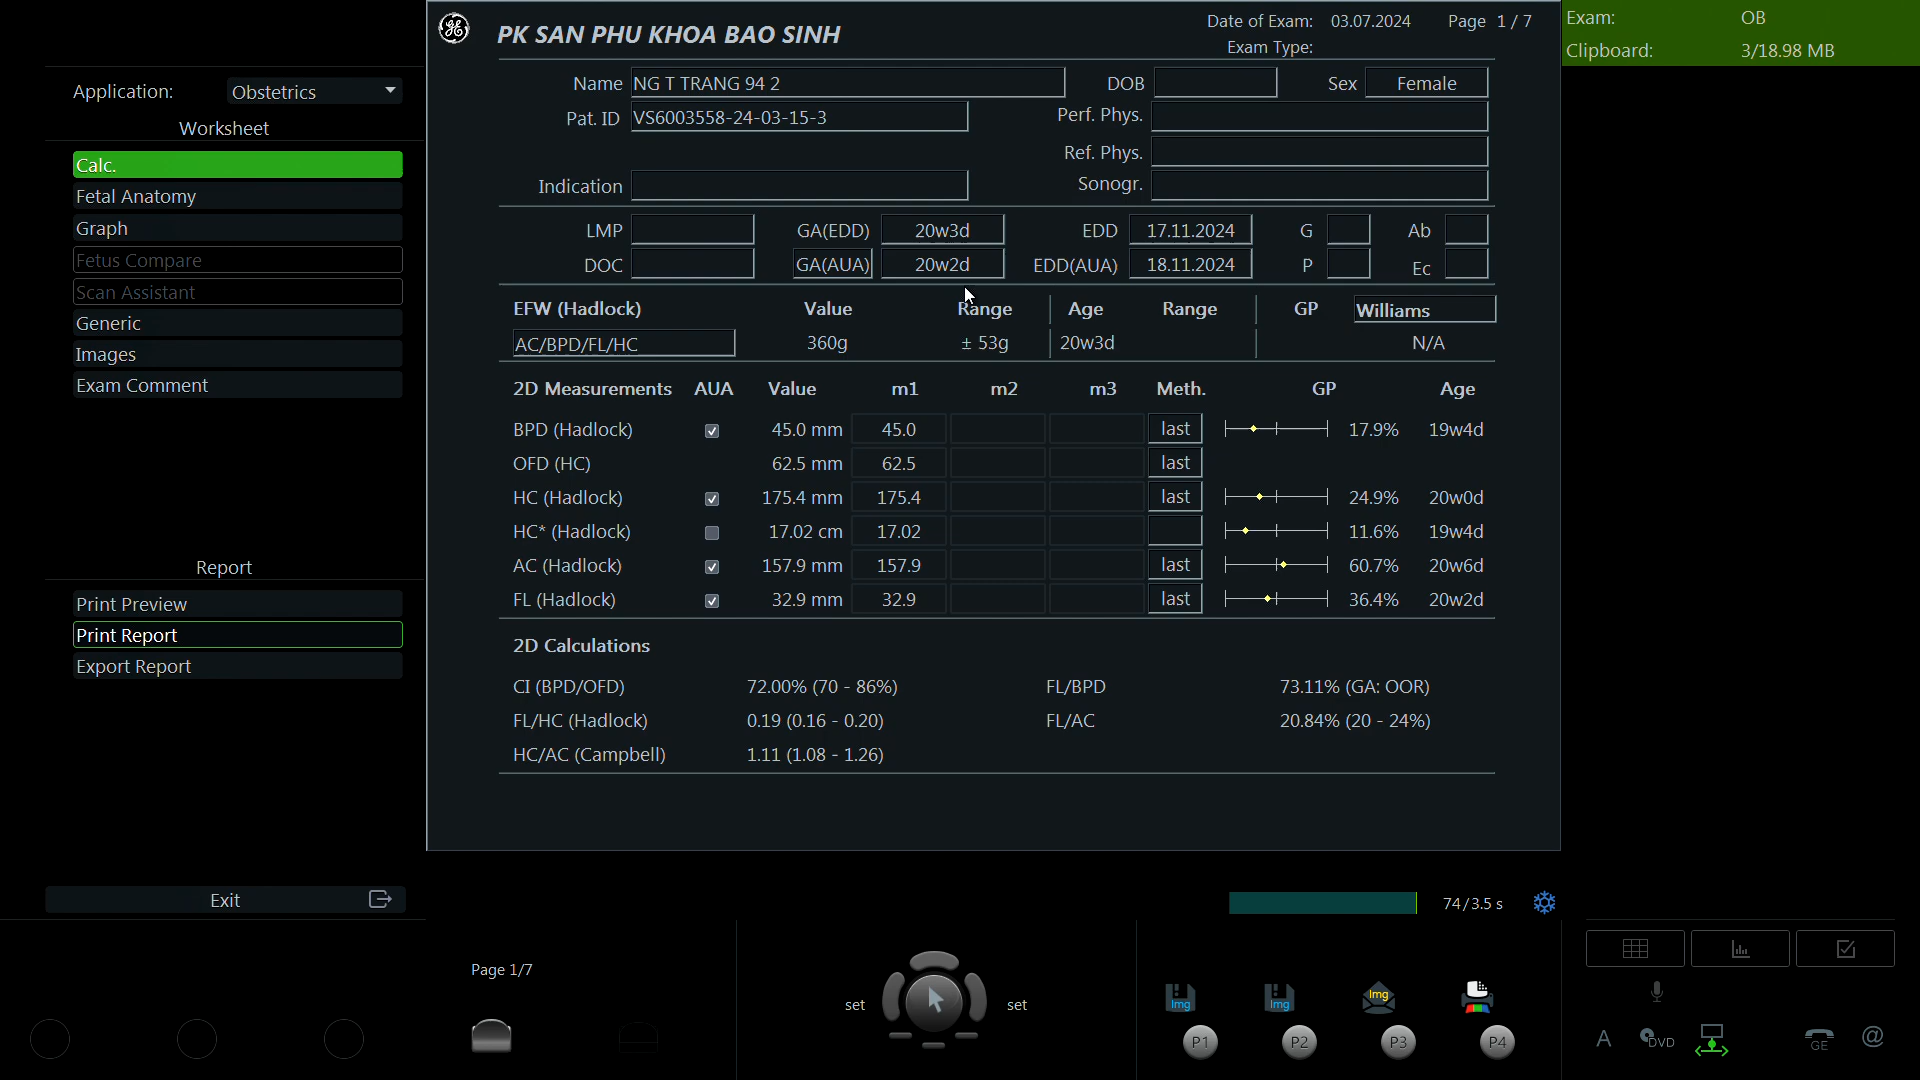 PK SAN PHU KHOA BAO SINH
Date of Exam: 03.07.2024 Page 1 / 7
Exam Type:
Exam: OB
Clipboard: 3/18.98 MB
Application: Obstetrics
Worksheet
Calc.
Fetal Anatomy
Graph
Fetus Compare
Scan Assistant
Generic
Images
Exam Comment
Report
Print Preview
Print Report
Export Report
Exit
Name NG T TRANG 94 2 DOB Sex Female
Pat. ID VS6003558-24-03-15-3 Perf. Phys.
Ref. Phys.
Indication Sonogr.
LMP GA(EDD) 20w3d EDD 17.11.2024 G Ab
DOC GA(AUA) 20w2d EDD(AUA) 18.11.2024 P Ec
EFW (Hadlock) Value Range Age Range GP Williams
AC/BPD/FL/HC 360g ± 53g 20w3d N/A
2D Measurements AUA Value m1 m2 m3 Meth. GP Age
BPD (Hadlock) 45.0 mm 45.0 last 17.9% 19w4d
OFD (HC) 62.5 mm 62.5 last
HC (Hadlock) 175.4 mm 175.4 last 24.9% 20w0d
HC* (Hadlock) 17.02 cm 17.02 11.6% 19w4d
AC (Hadlock) 157.9 mm 157.9 last 60.7% 20w6d
FL (Hadlock) 32.9 mm 32.9 last 36.4% 20w2d
2D Calculations
CI (BPD/OFD) 72.00% (70 - 86%) FL/BPD 73.11% (GA: OOR)
FL/HC (Hadlock) 0.19 (0.16 - 0.20) FL/AC 20.84% (20 - 24%)
HC/AC (Campbell) 1.11 (1.08 - 1.26)
74/3.5 s
Page 1/7
set set
Img Img Img
P1 P2 P3 P4
A DVD GE @